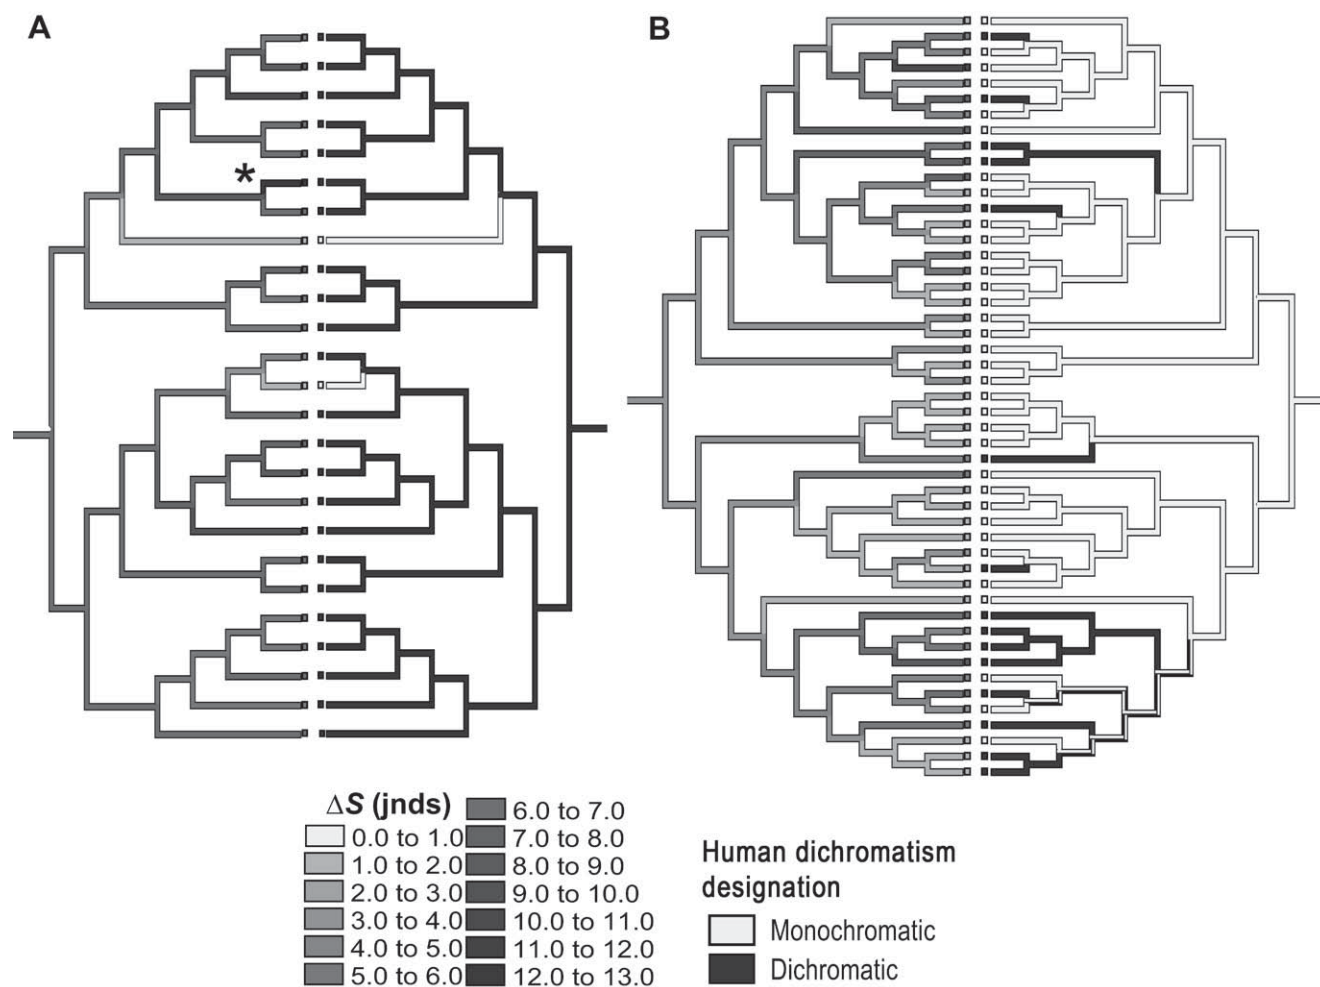 A
B
*
ΔS (jnds)
0.0 to 1.0
1.0 to 2.0
2.0 to 3.0
3.0 to 4.0
4.0 to 5.0
5.0 to 6.0
6.0 to 7.0
7.0 to 8.0
8.0 to 9.0
9.0 to 10.0
10.0 to 11.0
11.0 to 12.0
12.0 to 13.0
Human dichromatism
designation
Monochromatic
Dichromatic